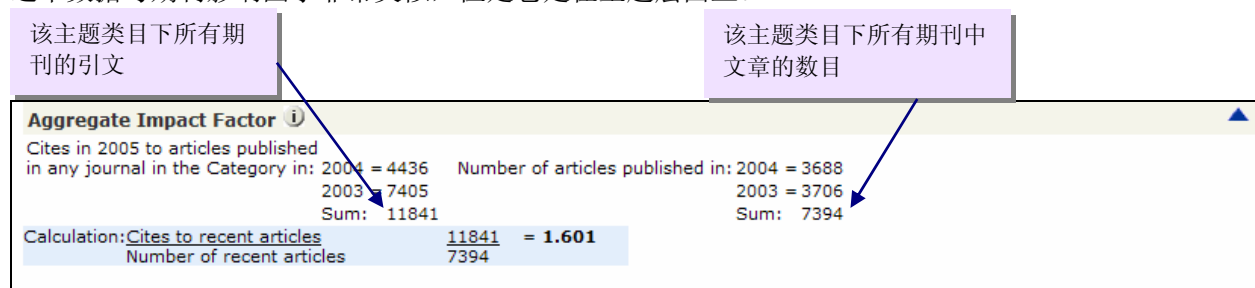 该主题类目下所有期
刊的引文
该主题类目下所有期刊中
文章的数目
Aggregate Impact Factor i
Cites in 2005 to articles published
in any journal in the Category in: 2004 = 4436 Number of articles published in: 2004 = 3688
2003 = 7405 2003 = 3706
Sum: 11841 Sum: 7394
Calculation: Cites to recent articles 11841 = 1.601
Number of recent articles 7394